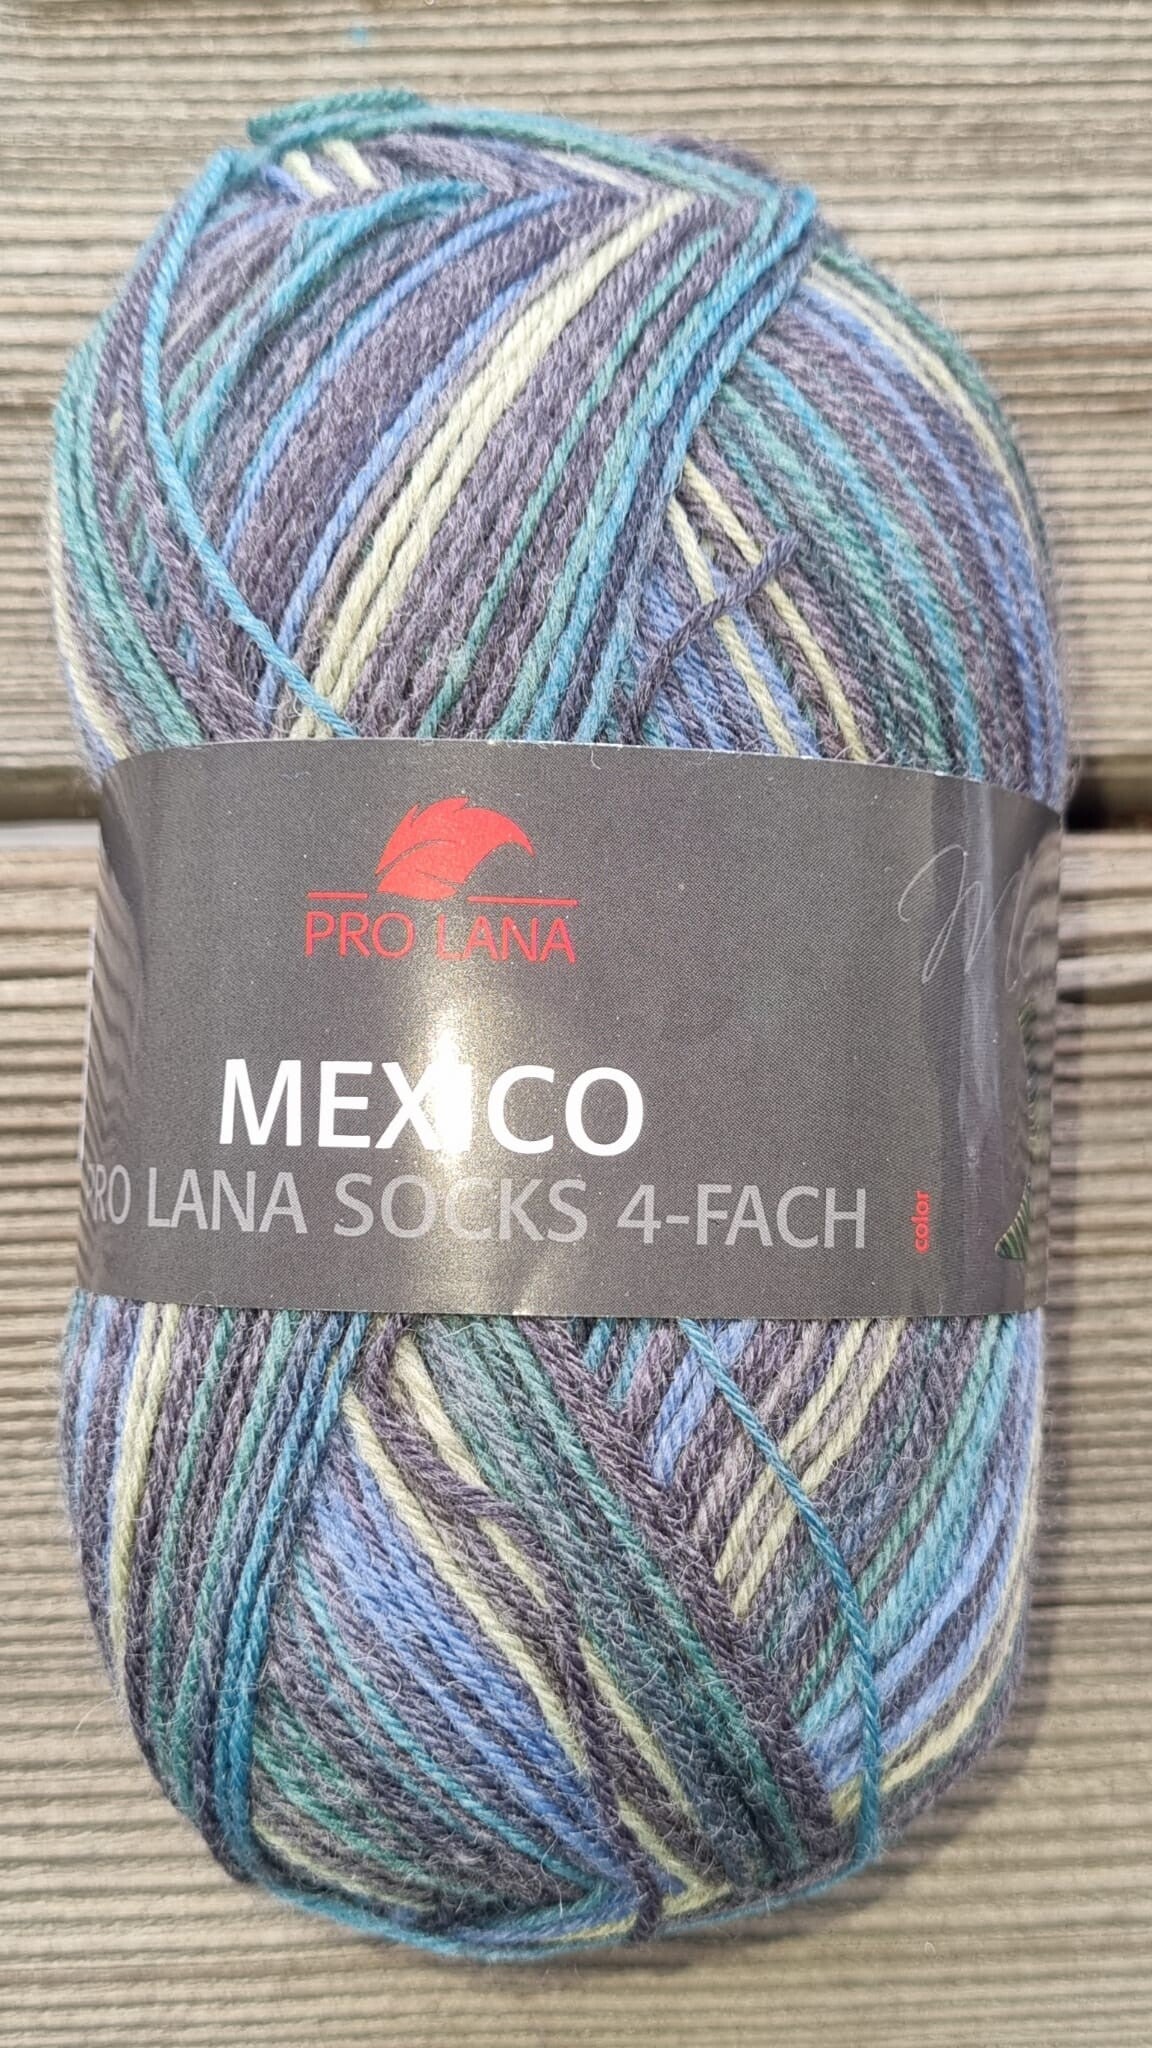 PRO LANA
MEXICO
PRO LANA SOCKS 4-FACH
color